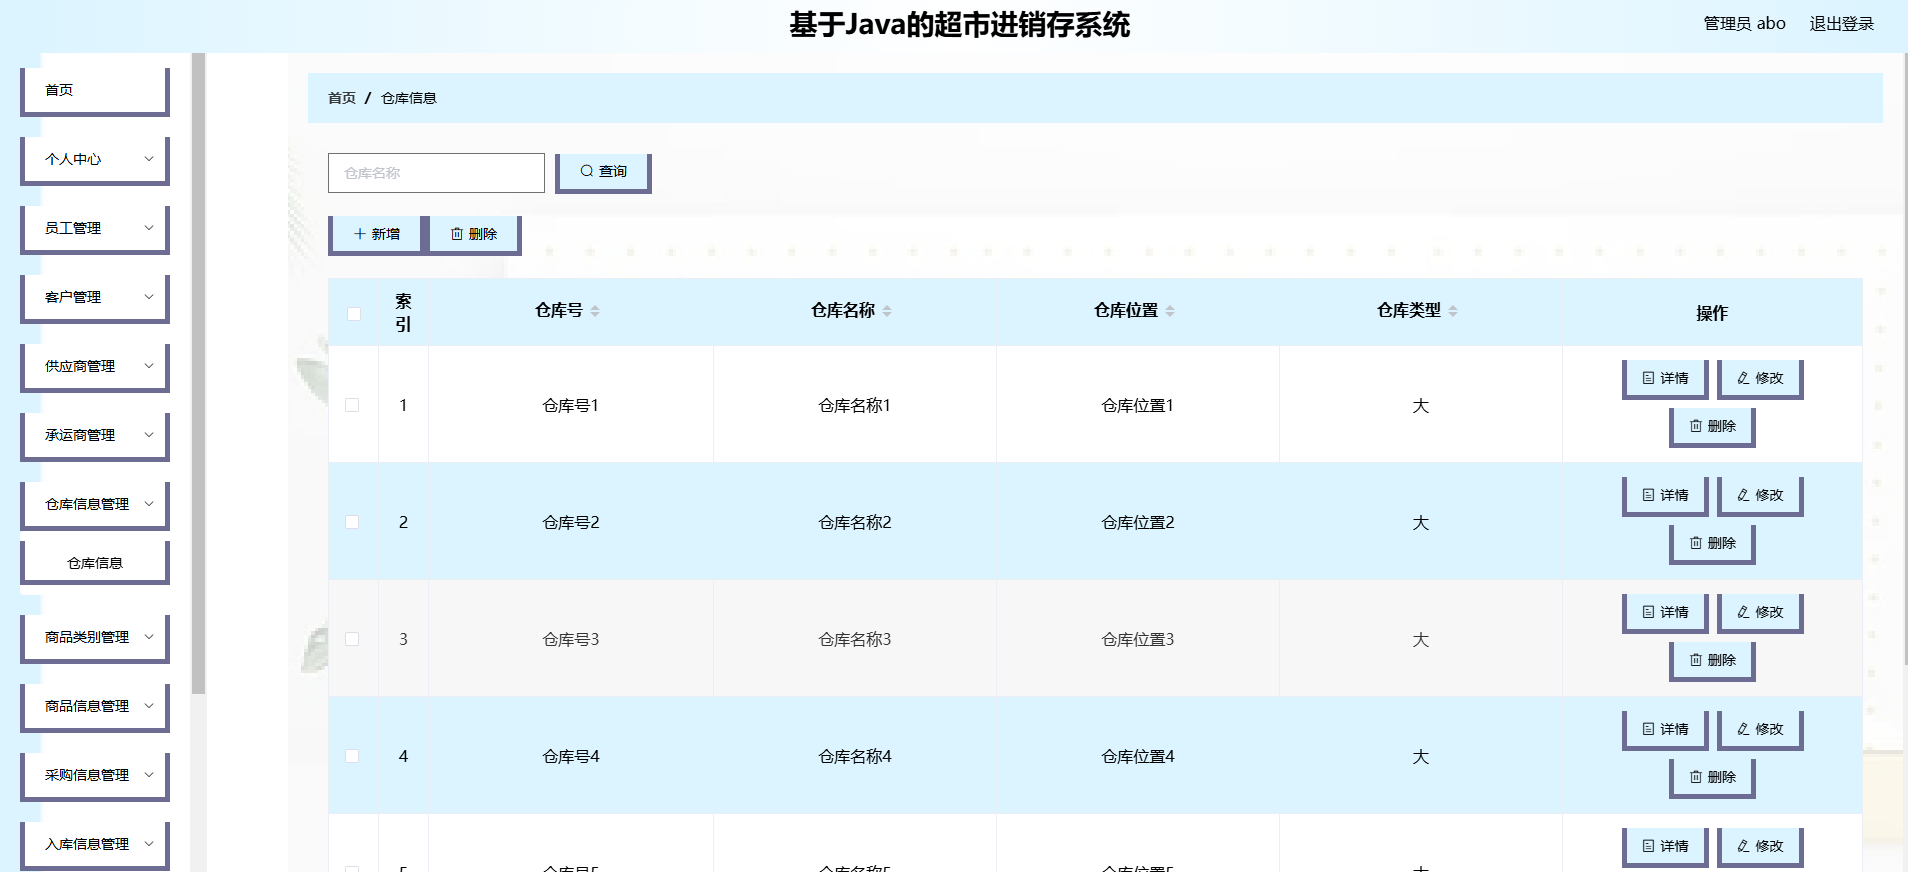 基于Java的超市进销存系统
管理员 abo 退出登录
首页
个人中心
员工管理
客户管理
供应商管理
承运商管理
仓库信息管理
仓库信息
商品类别管理
商品信息管理
采购信息管理
入库信息管理
首页 / 仓库信息
仓库名称
查询
新增 删除
索引 仓库号 仓库名称 仓库位置 仓库类型 操作
1 仓库号1 仓库名称1 仓库位置1 大 详情 修改 删除
2 仓库号2 仓库名称2 仓库位置2 大 详情 修改 删除
3 仓库号3 仓库名称3 仓库位置3 大 详情 修改 删除
4 仓库号4 仓库名称4 仓库位置4 大 详情 修改 删除
详情 修改